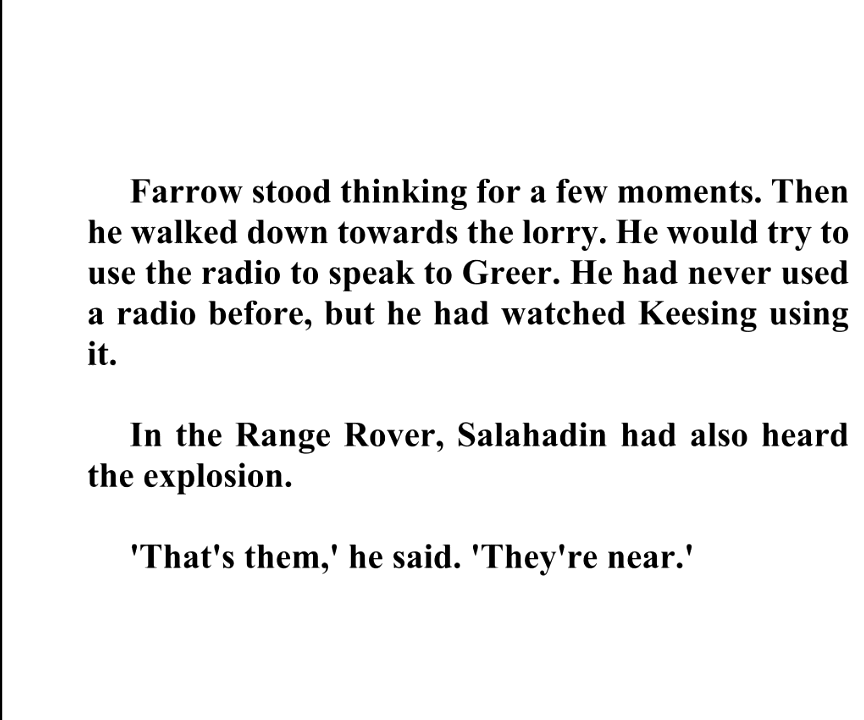 Farrow stood thinking for a few moments. Then
he walked down towards the lorry. He would try to
use the radio to speak to Greer. He had never used
a radio before, but he had watched Keesing using
it.
In the Range Rover, Salahadin had also heard
the explosion.
'That's them,' he said. 'They're near.'